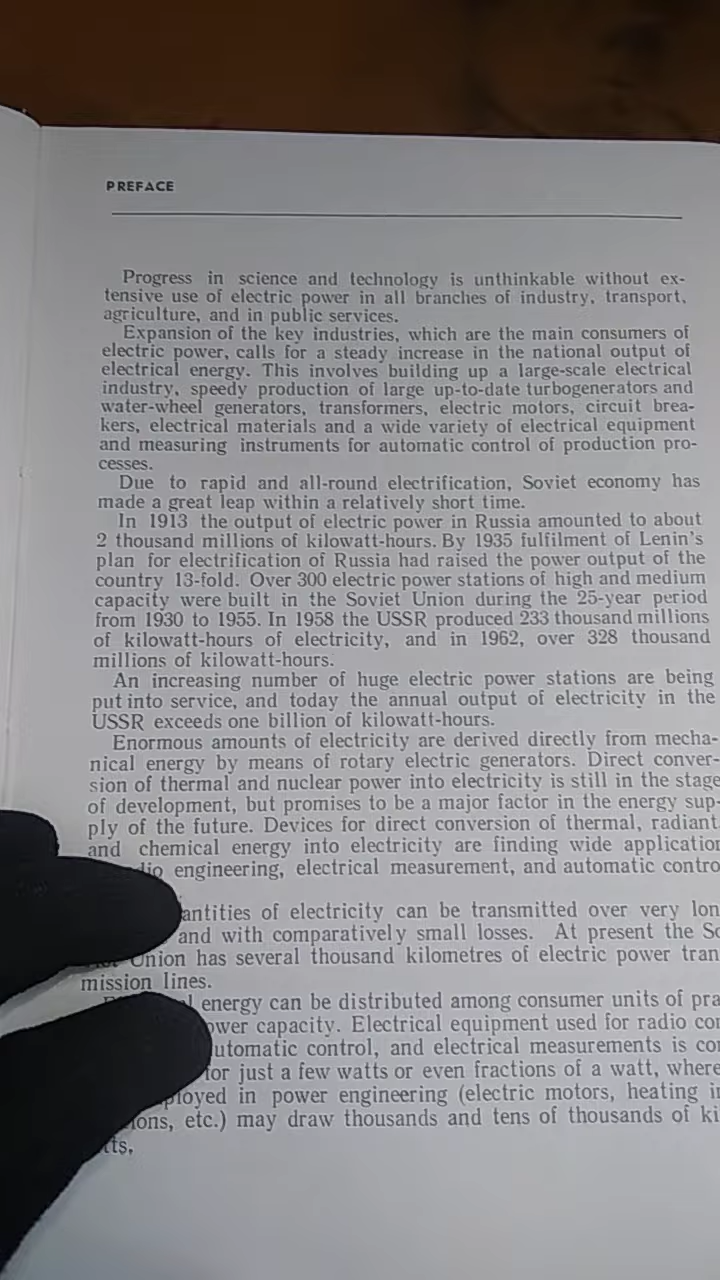 PREFACE
Progress in science and technology is unthinkable without ex-
tensive use of electric power in all branches of industry, transport,
agriculture, and in public services.
Expansion of the key industries, which are the main consumers of
electric power, calls for a steady increase in the national output of
electrical energy. This involves building up a large-scale electrical
industry, speedy production of large up-to-date turbogenerators and
water-wheel generators, transformers, electric motors, circuit brea-
kers, electrical materials and a wide variety of electrical equipment
and measuring instruments for automatic control of production pro-
cesses.
Due to rapid and all-round electrification, Soviet economy has
made a great leap within a relatively short time.
In 1913 the output of electric power in Russia amounted to about
2 thousand millions of kilowatt-hours. By 1935 fulfilment of Lenin's
plan for electrification of Russia had raised the power output of the
country 13-fold. Over 300 electric power stations of high and medium
capacity were built in the Soviet Union during the 25-year period
from 1930 to 1955. In 1958 the USSR produced 233 thousand millions
of kilowatt-hours of electricity, and in 1962, over 328 thousand
millions of kilowatt-hours.
An increasing number of huge electric power stations are being
put into service, and today the annual output of electricity in the
USSR exceeds one billion of kilowatt-hours.
Enormous amounts of electricity are derived directly from mecha-
nical energy by means of rotary electric generators. Direct conver-
sion of thermal and nuclear power into electricity is still in the stage
of development, but promises to be a major factor in the energy sup-
ply of the future. Devices for direct conversion of thermal, radiant
and chemical energy into electricity are finding wide application
engineering, electrical measurement, and automatic contro
antities of electricity can be transmitted over very lon
and with comparatively small losses. At present the So
Union has several thousand kilometres of electric power tran
mission lines.
energy can be distributed among consumer units of pra
ower capacity. Electrical equipment used for radio co
utomatic control, and electrical measurements is co
for just a few watts or even fractions of a watt, where
ployed in power engineering (electric motors, heating i
ions, etc.) may draw thousands and tens of thousands of ki
tts,